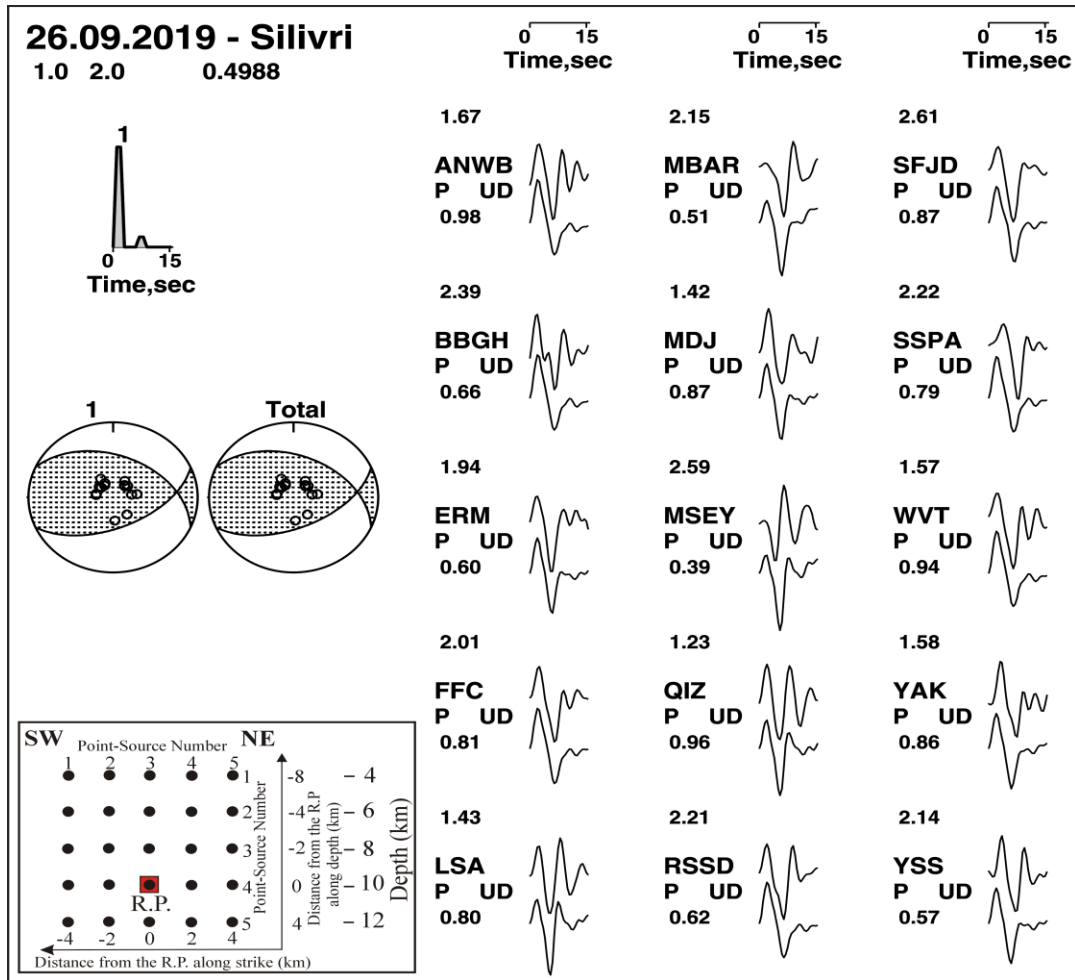 26.09.2019 - Silivri
1.0 2.0 0.4988
1
0 15
Time,sec
1 Total
SW Point-Source Number NE
1 2 3 4 5
1 -8 - 4
2 -4 - 6
3 -2 - 8
4 0 - 10
R.P.
5 4 - 12
Point-Source Number
Distance from the R.P
along depth (km)
Depth (km)
-4 -2 0 2 4
Distance from the R.P. along strike (km)
0 15
Time,sec
1.67
ANWB
P UD
0.98
2.39
BBGH
P UD
0.66
1.94
ERM
P UD
0.60
2.01
FFC
P UD
0.81
1.43
LSA
P UD
0.80
0 15
Time,sec
2.15
MBAR
P UD
0.51
1.42
MDJ
P UD
0.87
2.59
MSEY
P UD
0.39
1.23
QIZ
P UD
0.96
2.21
RSSD
P UD
0.62
0 15
Time,sec
2.61
SFJD
P UD
0.87
2.22
SSPA
P UD
0.79
1.57
WVT
P UD
0.94
1.58
YAK
P UD
0.86
2.14
YSS
P UD
0.57